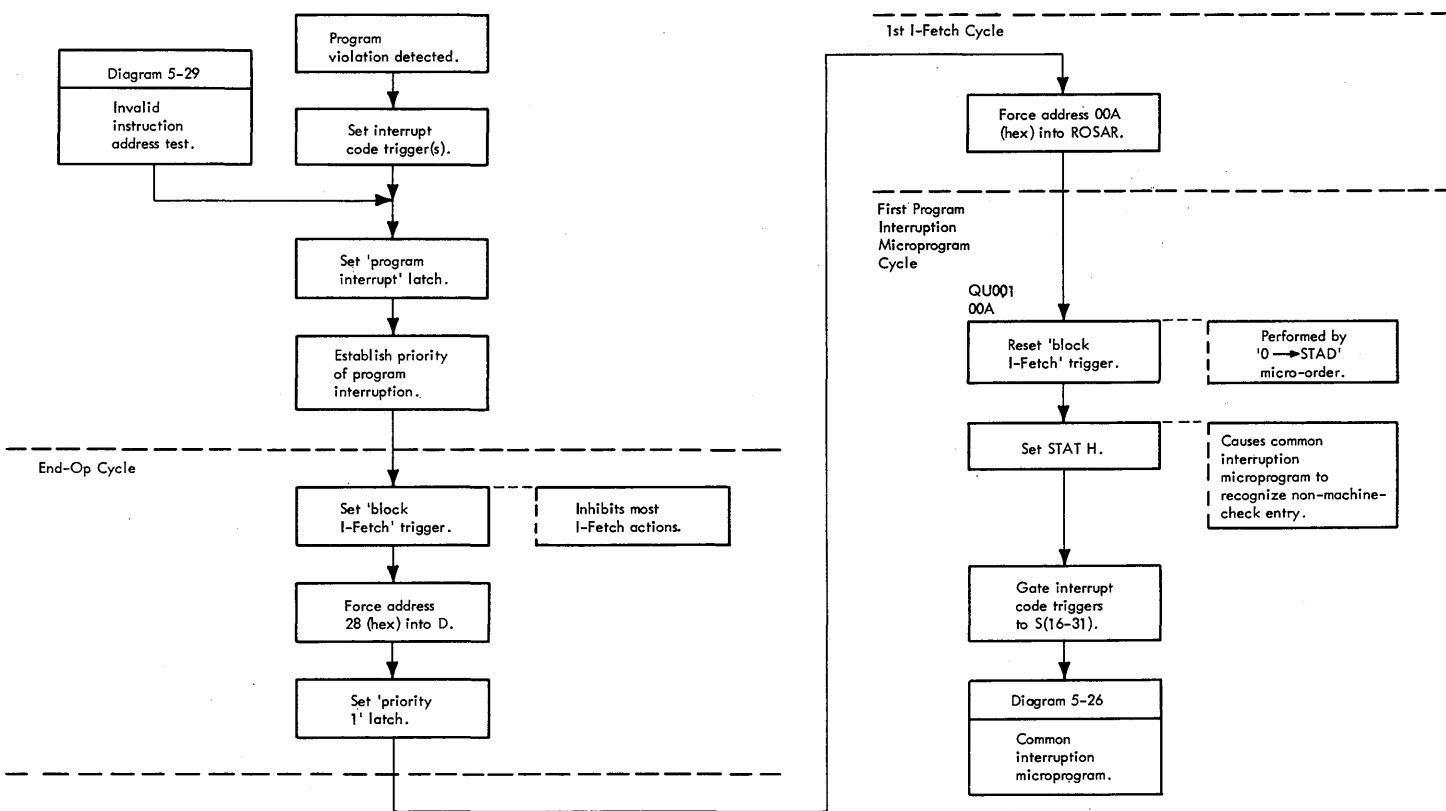 Program
violation detected.
Diagram 5-29
Invalid
instruction
address test.
Set interrupt
code trigger(s).
Set 'program
interrupt' latch.
Establish priority
of program
interruption.
End-Op Cycle
Set 'block
I-Fetch' trigger.
Inhibits most
I-Fetch actions.
Force address
28 (hex) into D.
Set 'priority
1' latch.
1st I-Fetch Cycle
Force address 00A
(hex) into ROSAR.
First Program
Interruption
Microprogram
Cycle
QU001
00A
Reset 'block
I-Fetch' trigger.
Performed by
'0 → STAD'
micro-order.
Set STAT H.
Causes common
interruption
microprogram to
recognize non-machine-
check entry.
Gate interrupt
code triggers
to S(16-31).
Diagram 5-26
Common
interruption
microprogram.